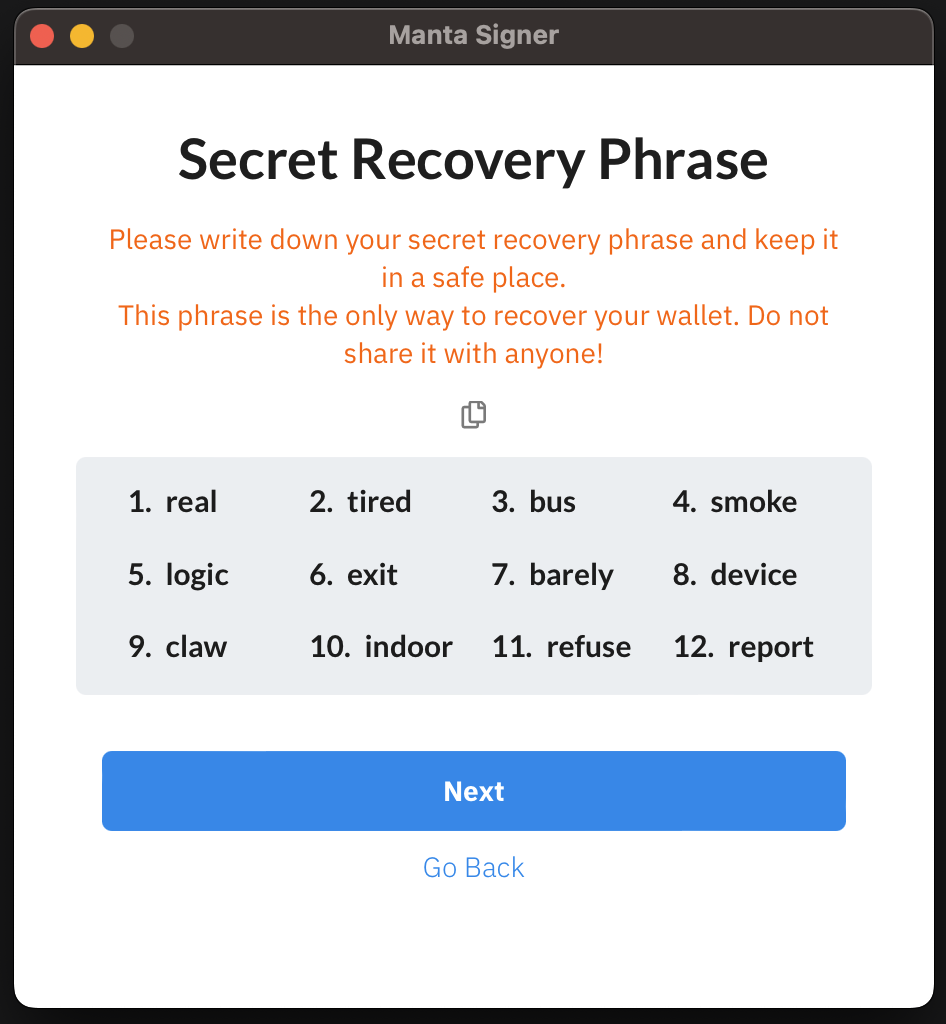 Manta Signer
Secret Recovery Phrase
Please write down your secret recovery phrase and keep it
in a safe place.
This phrase is the only way to recover your wallet. Do not
share it with anyone!
1. real 2. tired 3. bus 4. smoke
5. logic 6. exit 7. barely 8. device
9. claw 10. indoor 11. refuse 12. report
Next
Go Back